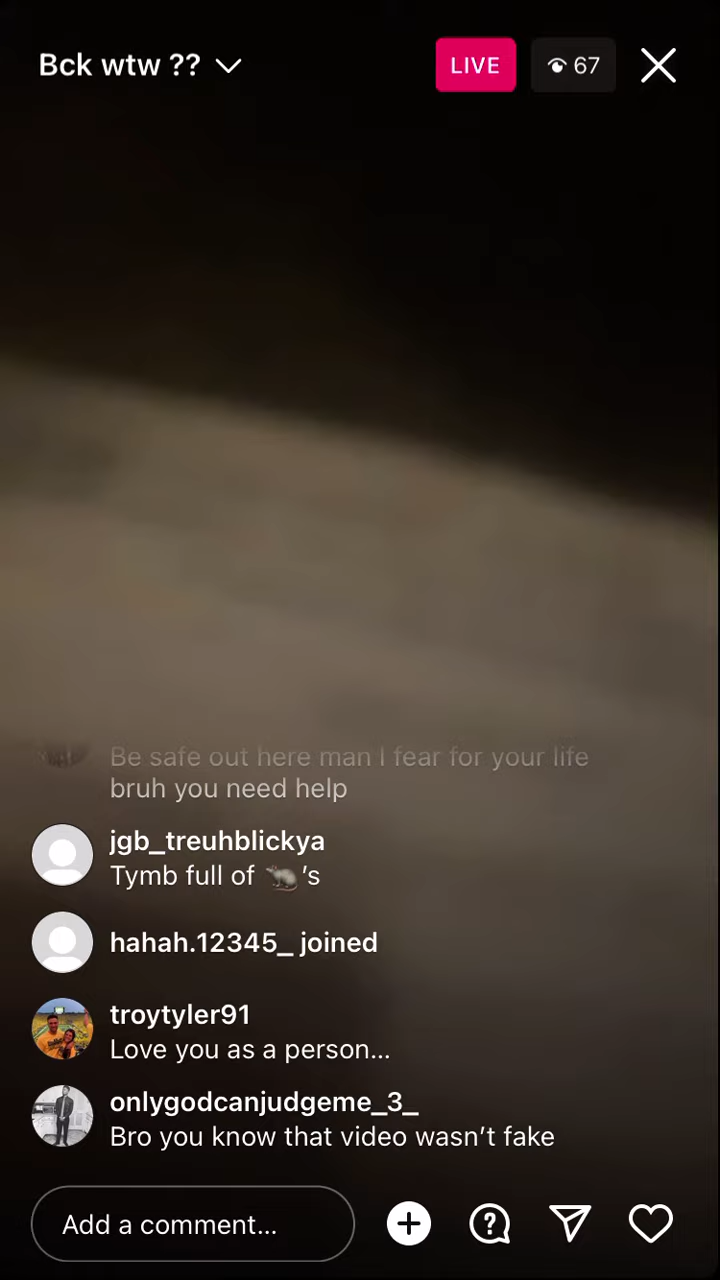 Bck wtw ??
LIVE
67
Be safe out here man I fear for your life
bruh you need help
jgb_treuhblickya
Tymb full of 🐀's
hahah.12345_ joined
troytyler91
Love you as a person...
onlygodcanjudgeme_3_
Bro you know that video wasn't fake
Add a comment...